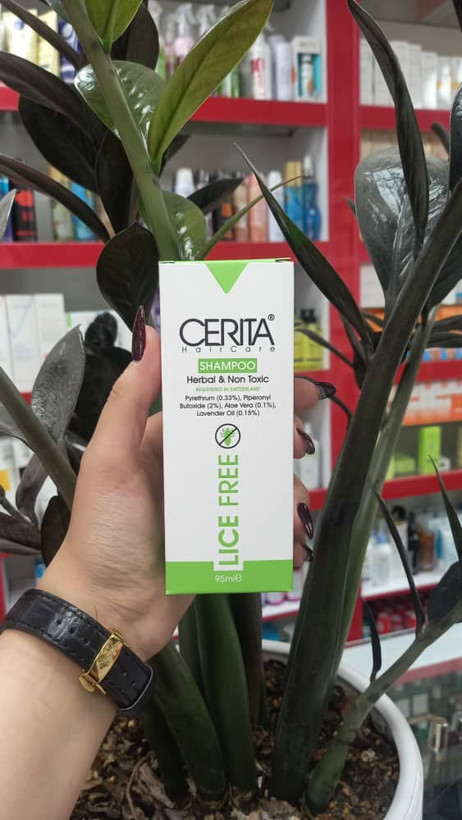 CERITA®
HairCare
SHAMPOO
Herbal & Non Toxic
REGISTERED IN SWITZERLAND
Pyrethrum (0.33%), Piperonyl
Butoxide (2%), Aloe Vera (0.1%),
Lavender Oil (0.15%)
LICE FREE
95ml℮